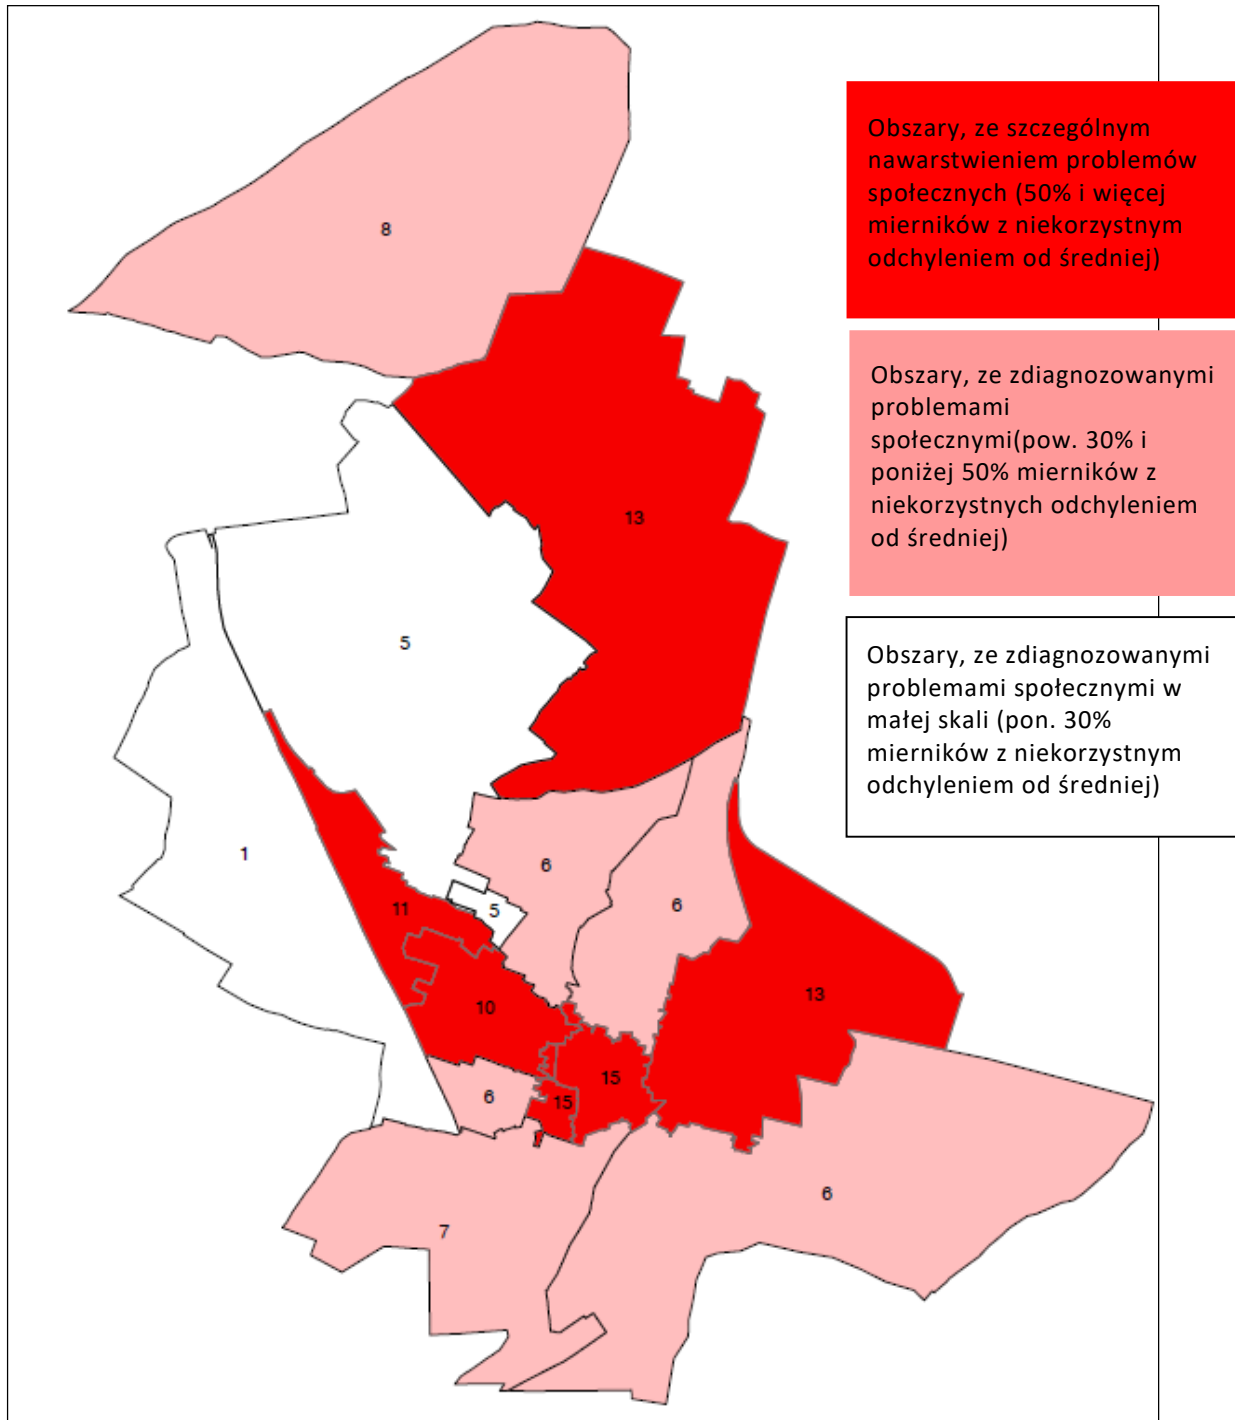 Obszary, ze szczególnym
nawarstwieniem problemów
społecznych (50% i więcej
mierników z niekorzystnym
odchyleniem od średniej)
8
Obszary, ze zdiagnozowanymi
problemami
społecznymi(pow. 30% i
poniżej 50% mierników z
niekorzystnych odchyleniem
od średniej)
13
5
Obszary, ze zdiagnozowanymi
problemami społecznymi w
małej skali (pon. 30%
mierników z niekorzystnym
odchyleniem od średniej)
1
6
6
11
5
13
10
15
6
15
6
7